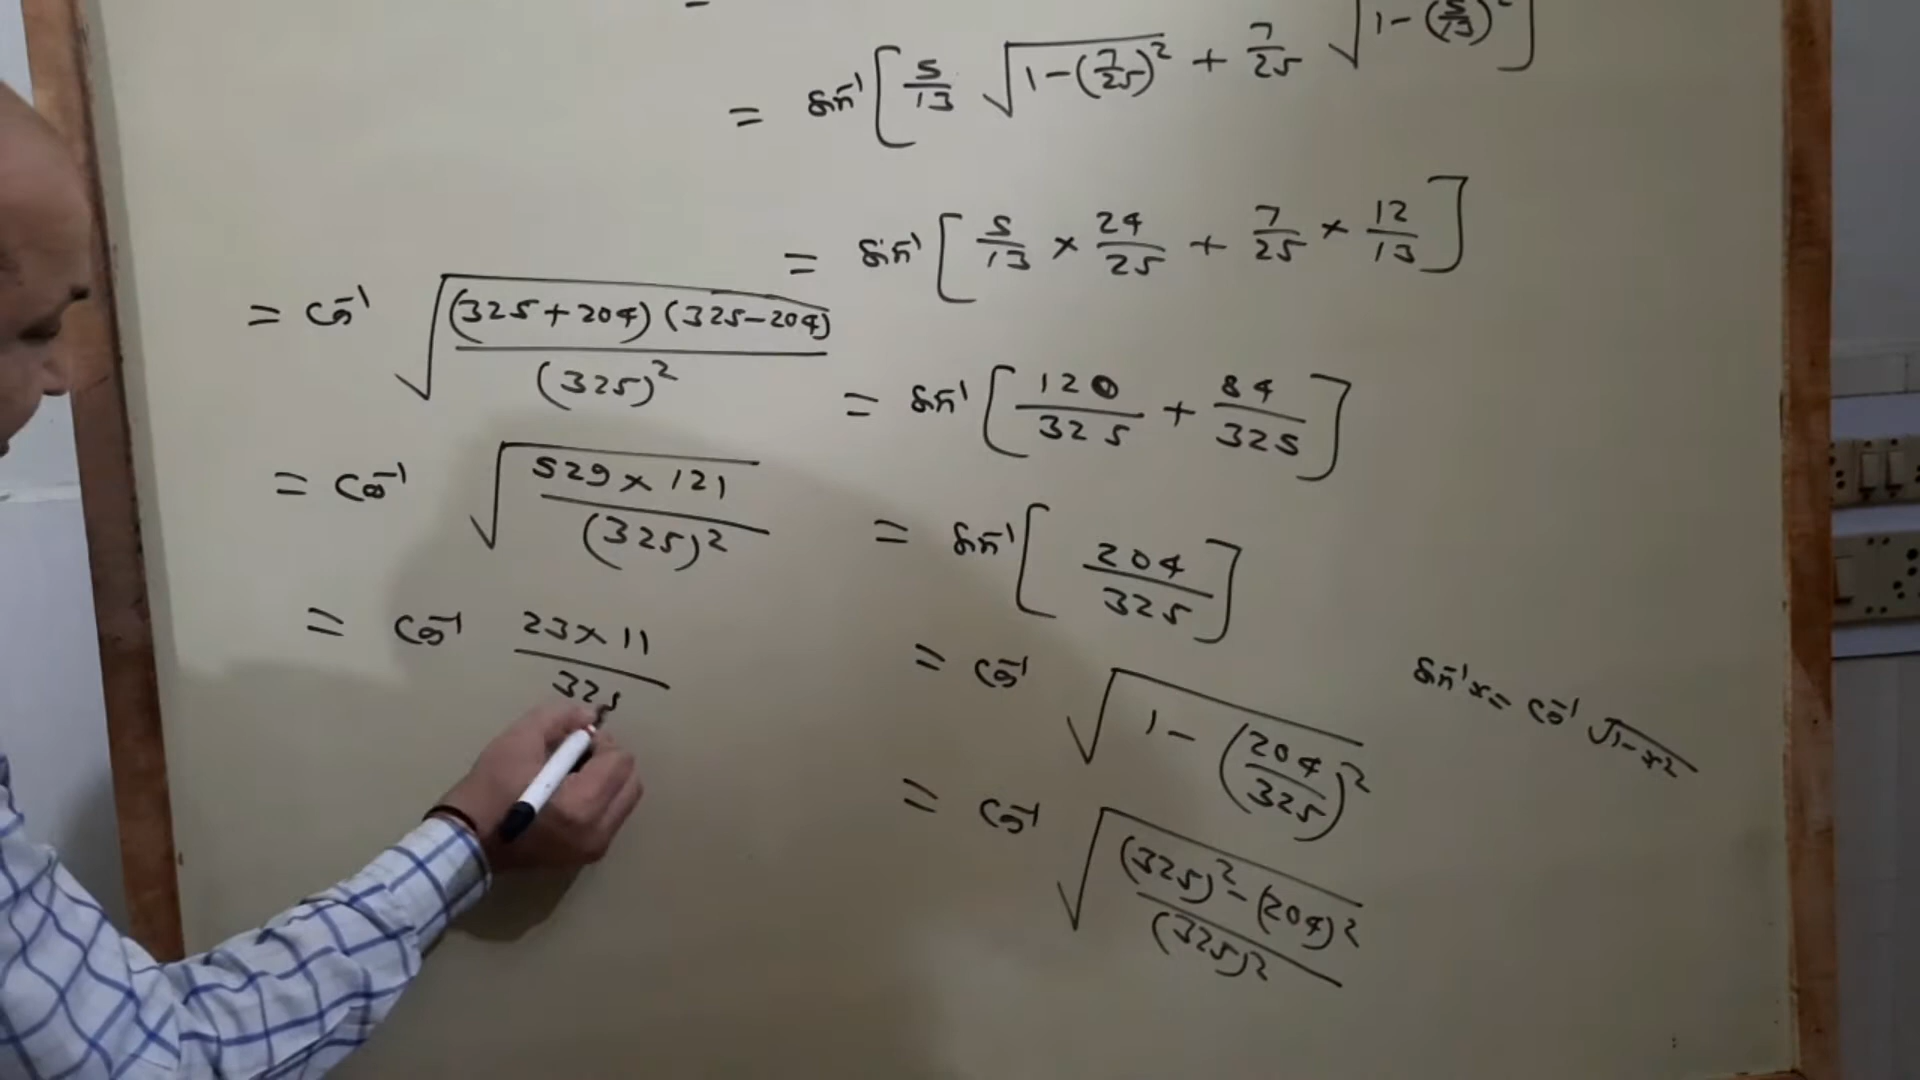 = sin⁻¹[5/13 √(1-(7/25)²) + 7/25 √(1-(5/13)²)]
= sin⁻¹[5/13 × 24/25 + 7/25 × 12/13]
= sin⁻¹[120/325 + 84/325]
= sin⁻¹[204/325]
= cos⁻¹ √(1 - (204/325)²)
sin⁻¹x = cos⁻¹ √(1-x²)
= cos⁻¹ √(((325)² - (204)²)/(325)²)
= cos⁻¹ √((325+204)(325-204)/(325)²)
= cos⁻¹ √(529 × 121/(325)²)
= cos⁻¹ 23 × 11/325